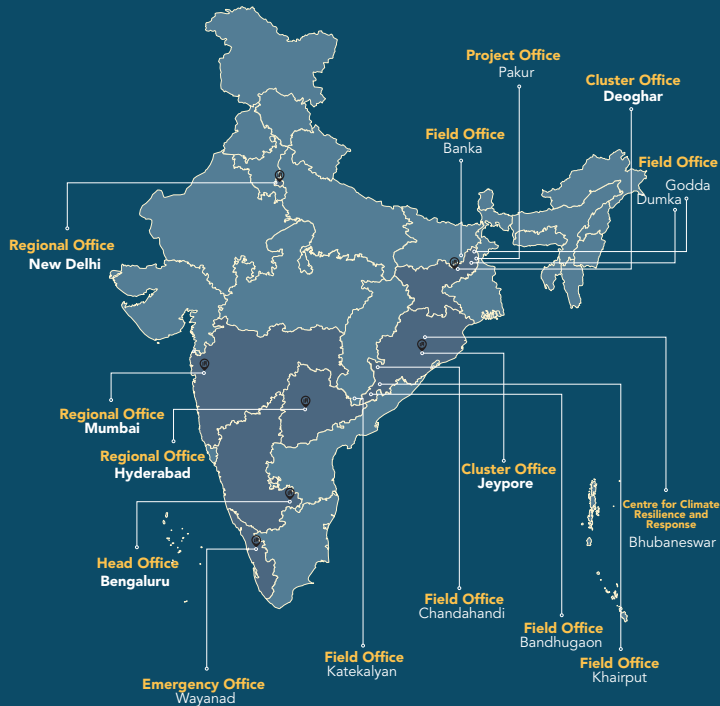 Project Office
Pakur
Cluster Office
Deoghar
Field Office
Banka
Field Office
Godda
Dumka
Regional Office
New Delhi
Regional Office
Mumbai
Regional Office
Hyderabad
Cluster Office
Jeypore
Centre for Climate
Resilience and
Response
Bhubaneswar
Head Office
Bengaluru
Field Office
Chandahandi
Field Office
Bandhugaon
Field Office
Katekalyan
Field Office
Khairput
Emergency Office
Wayanad